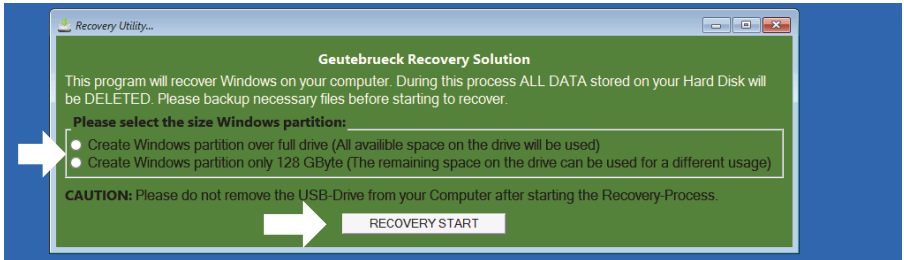 Recovery Utility...
Geutebrueck Recovery Solution
This program will recover Windows on your computer. During this process ALL DATA stored on your Hard Disk will
be DELETED. Please backup necessary files before starting to recover.
Please select the size Windows partition:
Create Windows partition over full drive (All availible space on the drive will be used)
Create Windows partition only 128 GByte (The remaining space on the drive can be used for a different usage)
CAUTION: Please do not remove the USB-Drive from your Computer after starting the Recovery-Process.
RECOVERY START